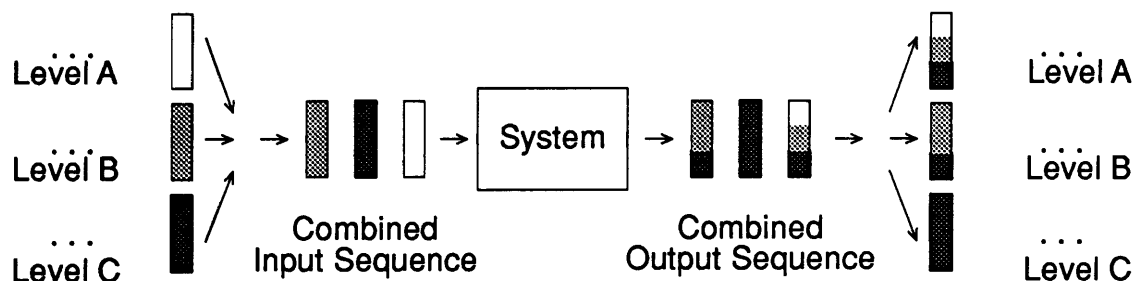 . . .
Level A
. . .
Level B
. . .
Level C
Combined
Input Sequence
System
Combined
Output Sequence
. . .
Level A
. . .
Level B
. . .
Level C